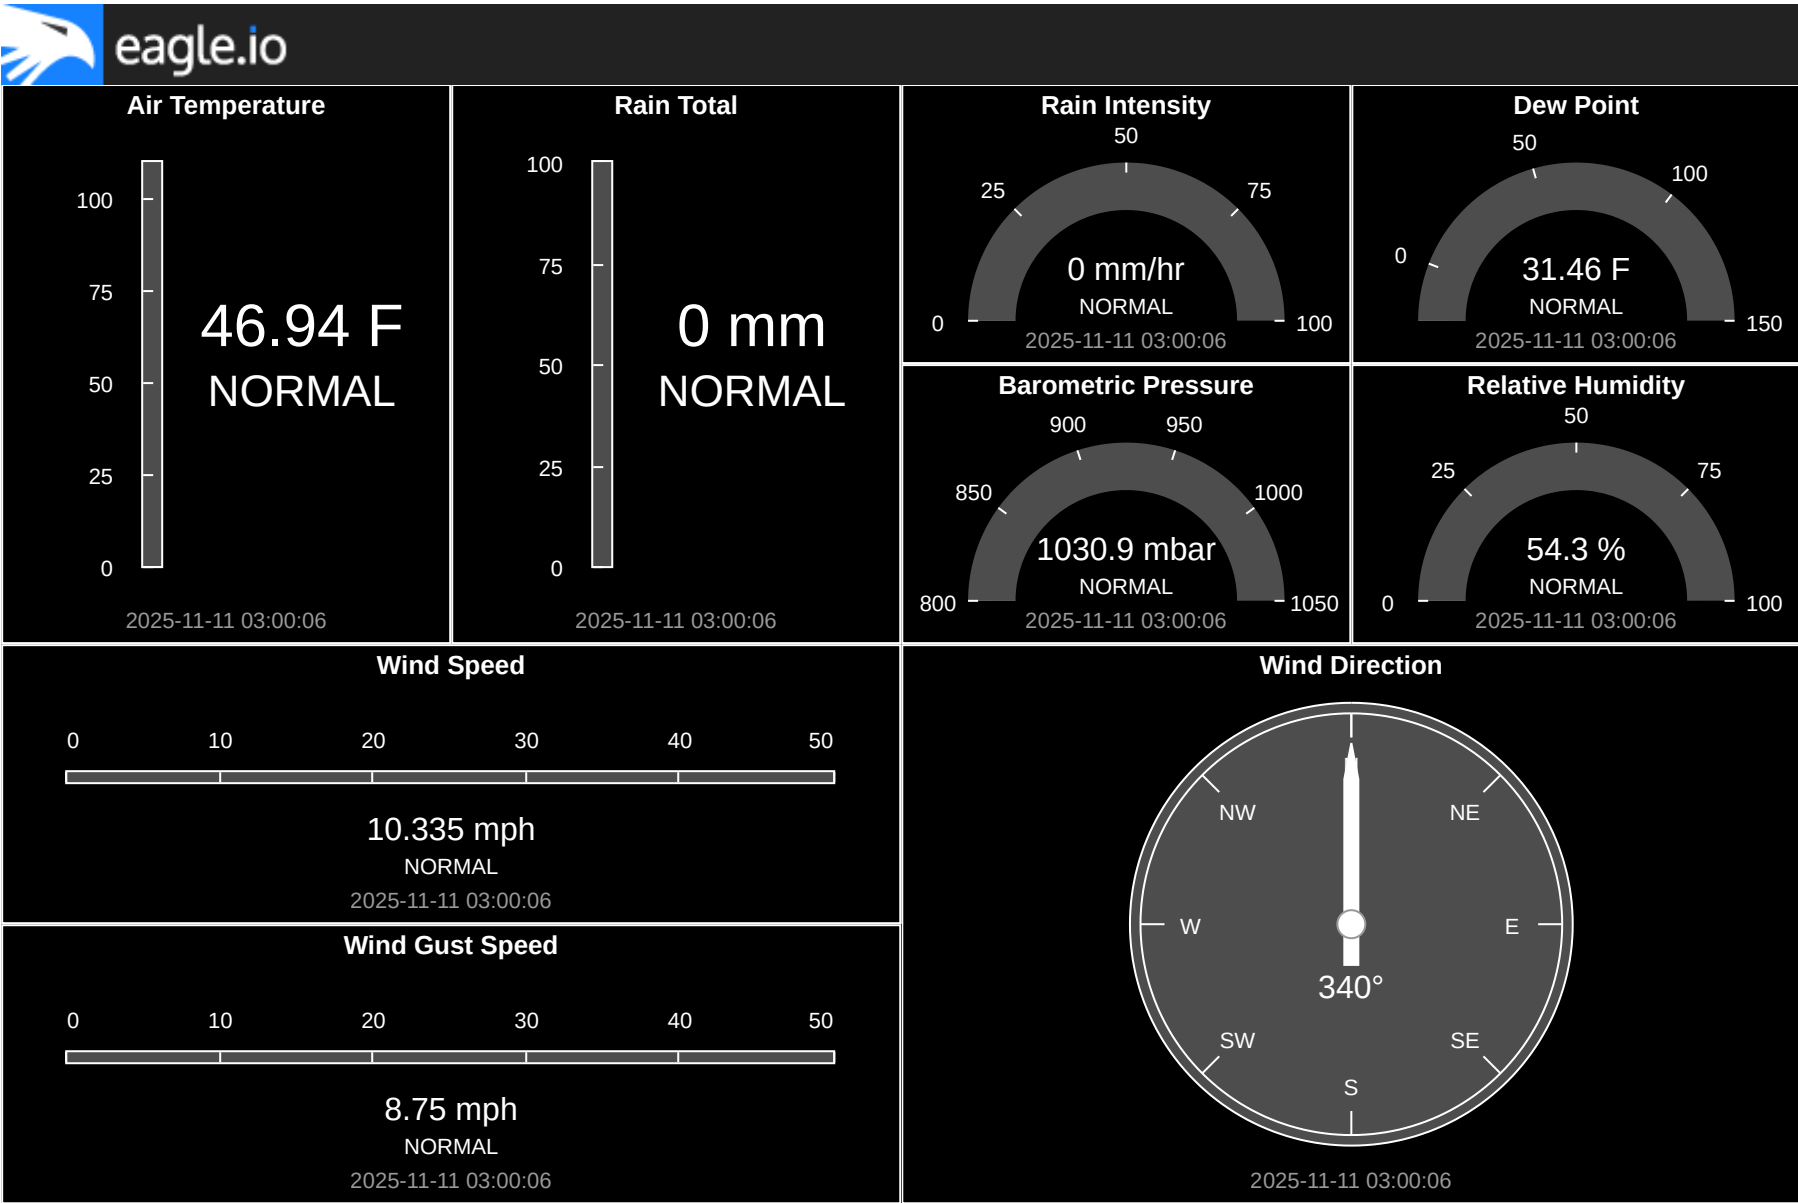 eagle.io
Air Temperature
100
75
50
25
0
46.94 F
NORMAL
2025-11-11 03:00:06
Rain Total
100
75
50
25
0
0 mm
NORMAL
2025-11-11 03:00:06
Rain Intensity
50
25
75
0
100
0 mm/hr
NORMAL
2025-11-11 03:00:06
Dew Point
50
100
0
150
31.46 F
NORMAL
2025-11-11 03:00:06
Barometric Pressure
900
950
850
1000
800
1050
1030.9 mbar
NORMAL
2025-11-11 03:00:06
Relative Humidity
50
25
75
0
100
54.3 %
NORMAL
2025-11-11 03:00:06
Wind Speed
0 10 20 30 40 50
10.335 mph
NORMAL
2025-11-11 03:00:06
Wind Gust Speed
0 10 20 30 40 50
8.75 mph
NORMAL
2025-11-11 03:00:06
Wind Direction
NW NE
W E
340°
SW SE
S
2025-11-11 03:00:06